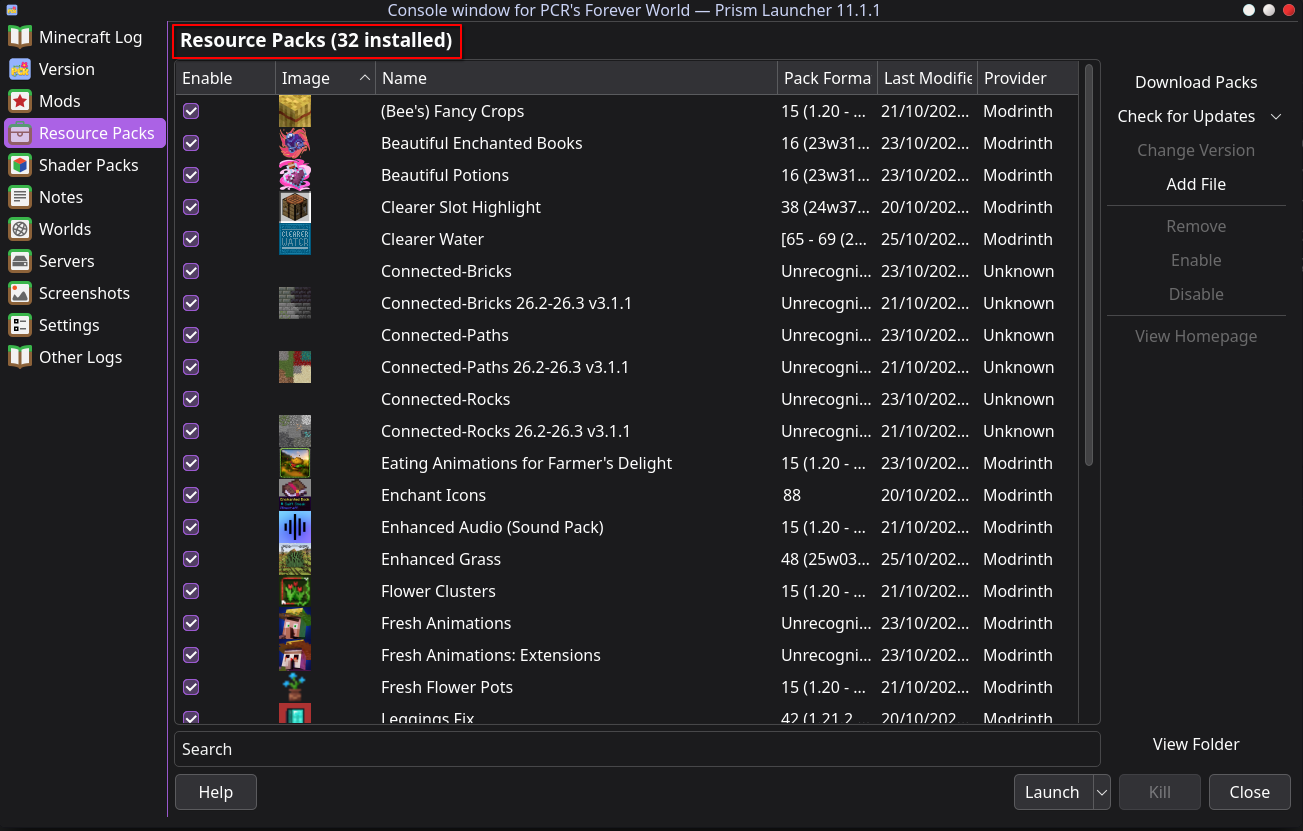 Console window for PCR's Forever World — Prism Launcher 11.1.1
Minecraft Log
Version
Mods
Resource Packs
Shader Packs
Notes
Worlds
Servers
Screenshots
Settings
Other Logs
Resource Packs (32 installed)
Enable Image Name Pack Forma Last Modifie Provider
(Bee's) Fancy Crops 15 (1.20 - ... 21/10/202... Modrinth
Beautiful Enchanted Books 16 (23w31... 23/10/202... Modrinth
Beautiful Potions 16 (23w31... 23/10/202... Modrinth
Clearer Slot Highlight 38 (24w37... 20/10/202... Modrinth
CLEARER WATER Clearer Water [65 - 69 (2... 25/10/202... Modrinth
Connected-Bricks Unrecogni... 23/10/202... Unknown
Connected-Bricks 26.2-26.3 v3.1.1 Unrecogni... 21/10/202... Unknown
Connected-Paths Unrecogni... 23/10/202... Unknown
Connected-Paths 26.2-26.3 v3.1.1 Unrecogni... 21/10/202... Unknown
Connected-Rocks Unrecogni... 23/10/202... Unknown
Connected-Rocks 26.2-26.3 v3.1.1 Unrecogni... 21/10/202... Unknown
Eating Animations for Farmer's Delight 15 (1.20 - ... 23/10/202... Modrinth
Enchant Icons 88 20/10/202... Modrinth
Enhanced Audio (Sound Pack) 15 (1.20 - ... 21/10/202... Modrinth
Enhanced Grass 48 (25w03... 25/10/202... Modrinth
Flower Clusters 15 (1.20 - ... 21/10/202... Modrinth
Fresh Animations Unrecogni... 23/10/202... Modrinth
Fresh Animations: Extensions Unrecogni... 23/10/202... Modrinth
Fresh Flower Pots 15 (1.20 - ... 21/10/202... Modrinth
Leggings Fix 42 (1.21.2 ... 20/10/202... Modrinth
Search
Download Packs
Check for Updates
Change Version
Add File
Remove
Enable
Disable
View Homepage
View Folder
Help
Launch
Kill
Close